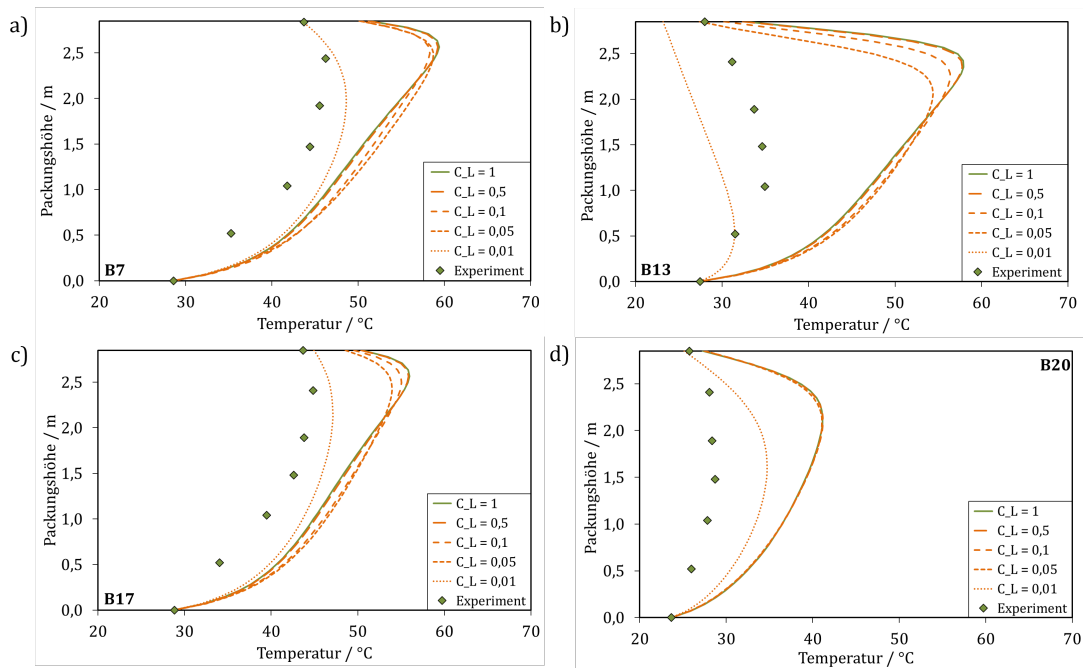 a)
Packungshöhe / m
2,5
2,0
1,5
1,0
0,5
0,0
B7
C_L = 1
C_L = 0,5
C_L = 0,1
C_L = 0,05
C_L = 0,01
Experiment
20 30 40 50 60 70
Temperatur / °C
b)
Packungshöhe / m
2,5
2,0
1,5
1,0
0,5
0,0
B13
C_L = 1
C_L = 0,5
C_L = 0,1
C_L = 0,05
C_L = 0,01
Experiment
20 30 40 50 60 70
Temperatur / °C
c)
Packungshöhe / m
2,5
2,0
1,5
1,0
0,5
0,0
B17
C_L = 1
C_L = 0,5
C_L = 0,1
C_L = 0,05
C_L = 0,01
Experiment
20 30 40 50 60 70
Temperatur / °C
d)
B20
Packungshöhe / m
2,5
2,0
1,5
1,0
0,5
0,0
C_L = 1
C_L = 0,5
C_L = 0,1
C_L = 0,05
C_L = 0,01
Experiment
20 30 40 50 60 70
Temperatur / °C